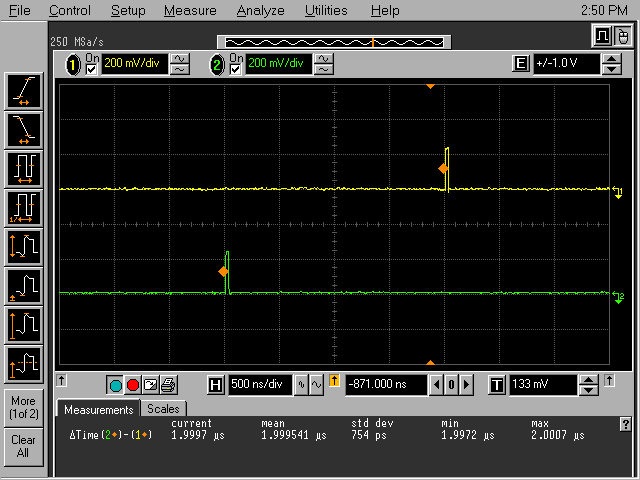 File Control Setup Measure Analyze Utilities Help 2:50 PM
250 MSa/s
1 On 200 mV/div 2 On 200 mV/div E +/-1.0 V
1
1/
2
H 500 ns/div -871.000 ns 0 T 133 mV
More
(1of 2)
Clear
All
Measurements Scales ?
current mean std dev min max
ΔTime(2◆)-(1◆) 1.9997 µs 1.999541 µs 754 ps 1.9972 µs 2.0007 µs